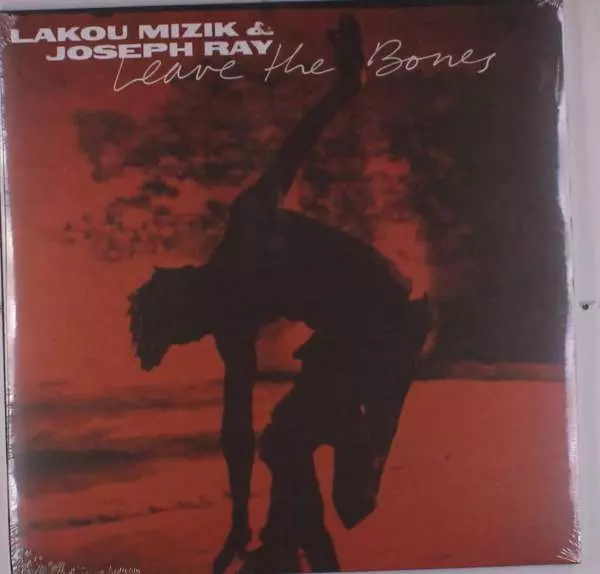 LAKOU MIZIK &
JOSEPH RAY
Leave the Bones